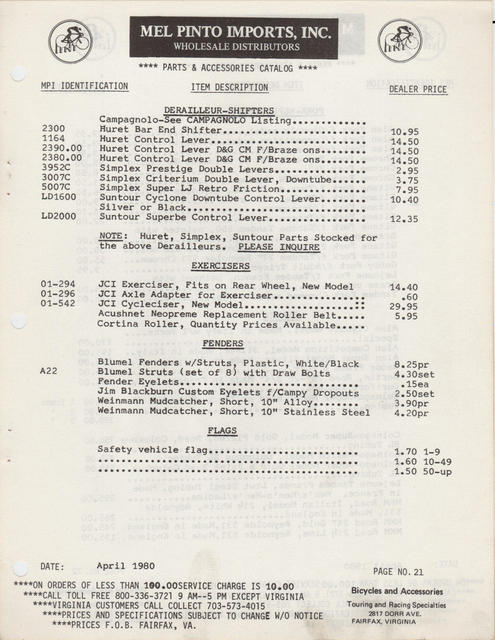 MEL PINTO IMPORTS, INC.
WHOLESALE DISTRIBUTORS
**** PARTS & ACCESSORIES CATALOG ****
MPI IDENTIFICATION ITEM DESCRIPTION DEALER PRICE
DERAILLEUR-SHIFTERS
Campagnolo-See CAMPAGNOLO Listing.............
2300 Huret Bar End Shifter......................... 10.95
1164 Huret Control Lever........................... 14.50
2390.00 Huret Control Lever D&G CM F/Braze ons........ 14.50
2380.00 Huret Control Lever D&G CM F/Braze ons........ 14.50
3952C Simplex Prestige Double Levers................ 2.95
3007C Simplex Criterium Double Lever, Downtube...... 3.75
5007C Simplex Super LJ Retro Friction............... 7.95
LD1600 Suntour Cyclone Downtube Control Lever........ 10.40
Silver or Black...............................
LD2000 Suntour Superbe Control Lever................. 12.35
NOTE: Huret, Simplex, Suntour Parts Stocked for
the above Derailleurs. PLEASE INQUIRE
EXERCISERS
01-294 JCI Exerciser, Fits on Rear Wheel, New Model 14.40
01-296 JCI Axle Adapter for Exerciser................ .60
01-542 JCI Cycleciser, New Model..................... 29.95
Acushnet Neopreme Replacement Roller Belt..... 5.95
Cortina Roller, Quantity Prices Available.....
FENDERS
Blumel Fenders w/Struts, Plastic, White/Black 8.25pr
A22 Blumel Struts (set of 8) with Draw Bolts 4.30set
Fender Eyelets................................ .15ea
Jim Blackburn Custom Eyelets f/Campy Dropouts 2.50set
Weinmann Mudcatcher, Short, 10" Alloy......... 3.90pr
Weinmann Mudcatcher, Short, 10" Stainless Steel 4.20pr
FLAGS
Safety vehicle flag........................... 1.70 1-9
.............................................. 1.60 10-49
.............................................. 1.50 50-up
DATE: April 1980 PAGE NO.21
****ON ORDERS OF LESS THAN 100.00SERVICE CHARGE IS 10.00
****CALL TOLL FREE 800-336-3721 9 AM--5 PM EXCEPT VIRGINIA
****VIRGINIA CUSTOMERS CALL COLLECT 703-573-4015
****PRICES AND SPECIFICATIONS SUBJECT TO CHANGE W/O NOTICE
****PRICES F.O.B. FAIRFAX, VA.
Bicycles and Accessories
Touring and Racing Specialties
2817 DORR AVE.
FAIRFAX, VIRGINIA